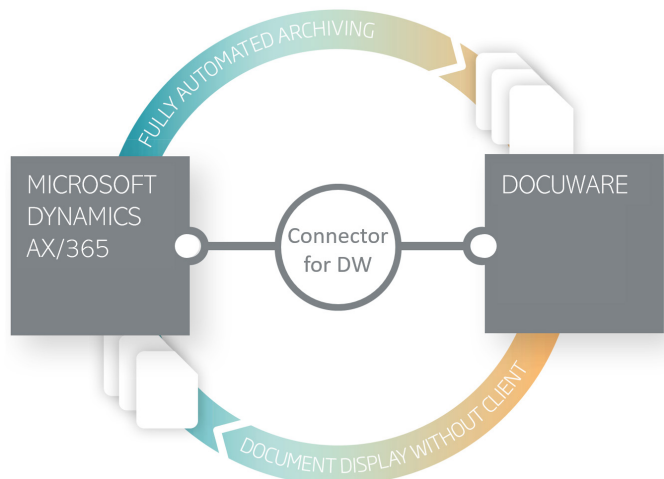 FULLY AUTOMATED ARCHIVING
MICROSOFT
DYNAMICS
AX/365
Connector
for DW
DOCUWARE
DOCUMENT DISPLAY WITHOUT CLIENT